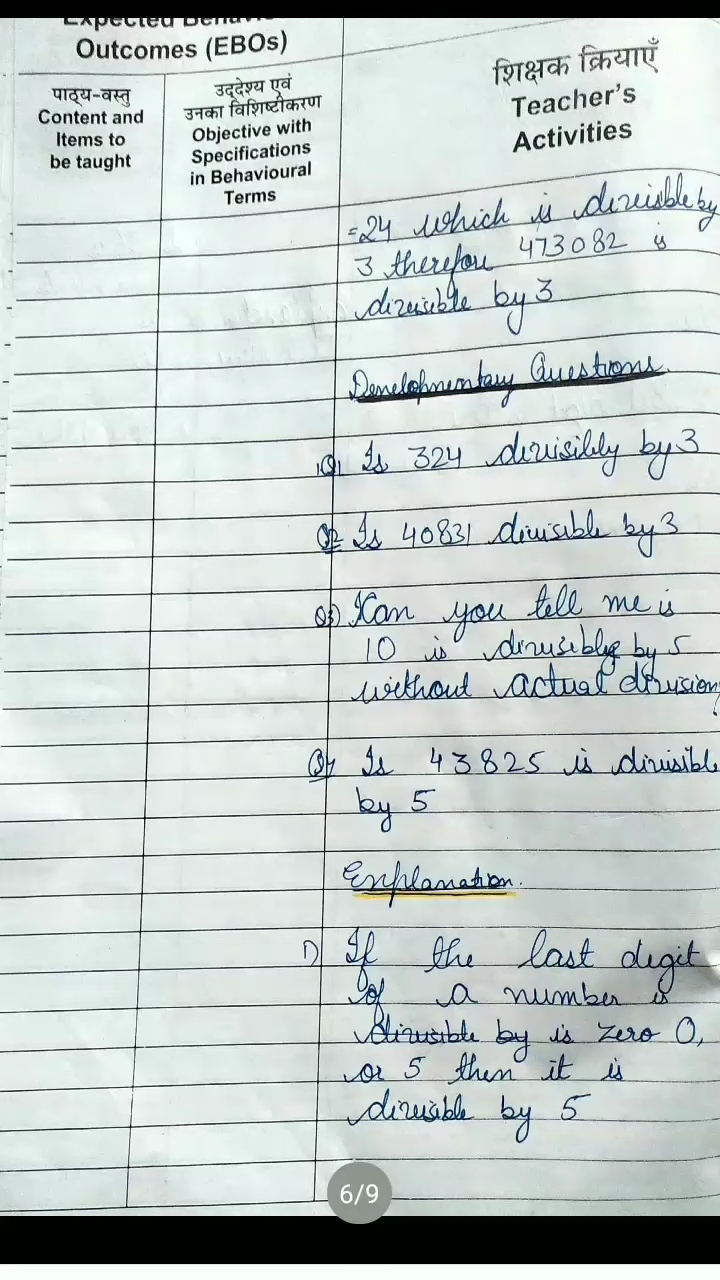 Expected Behav
Outcomes (EBOs)
पाठ्य-वस्तु
Content and
Items to
be taught
उद्देश्य एवं
उनका विशिष्टीकरण
Objective with
Specifications
in Behavioural
Terms
शिक्षक क्रियाएँ
Teacher's
Activities
=24 which is divisible by
3 therefore 473082 is
divisible by 3
Developmentary Questions
Q1 Is 324 divisibly by 3
Q2 Is 40831 divisible by 3
Q3) Can you tell me is
10 is divisible by 5
without actual division
Q4 Is 43825 is divisible
by 5
Explanation.
1) If the last digit
of a number is
divisible by is zero 0,
or 5 then it is
divisible by 5
6/9